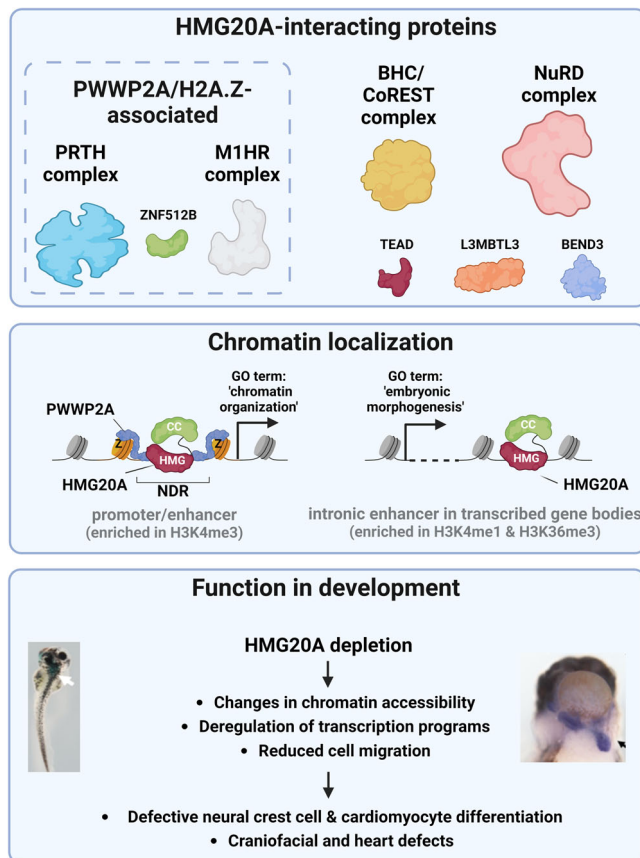 HMG20A-interacting proteins
PWWP2A/H2A.Z-
associated
PRTH
complex
ZNF512B
M1HR
complex
BHC/
CoREST
complex
NuRD
complex
TEAD
L3MBTL3
BEND3
Chromatin localization
PWWP2A
Z
CC
HMG
Z
HMG20A
NDR
GO term:
'chromatin
organization'
promoter/enhancer
(enriched in H3K4me3)
GO term:
'embryonic
morphogenesis'
CC
HMG
HMG20A
intronic enhancer in transcribed gene bodies
(enriched in H3K4me1 & H3K36me3)
Function in development
HMG20A depletion
• Changes in chromatin accessibility
• Deregulation of transcription programs
• Reduced cell migration
• Defective neural crest cell & cardiomyocyte differentiation
• Craniofacial and heart defects